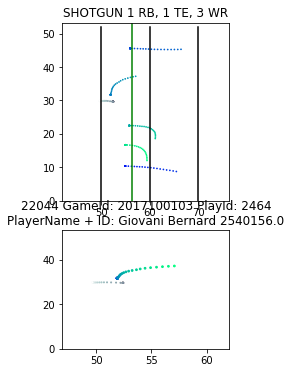 SHOTGUN 1 RB, 1 TE, 3 WR
50
40
30
20
10
0
50 60 70
22044 GameId: 2017100103 PlayId: 2464
PlayerName + ID: Giovani Bernard 2540156.0
40
20
0
50 55 60